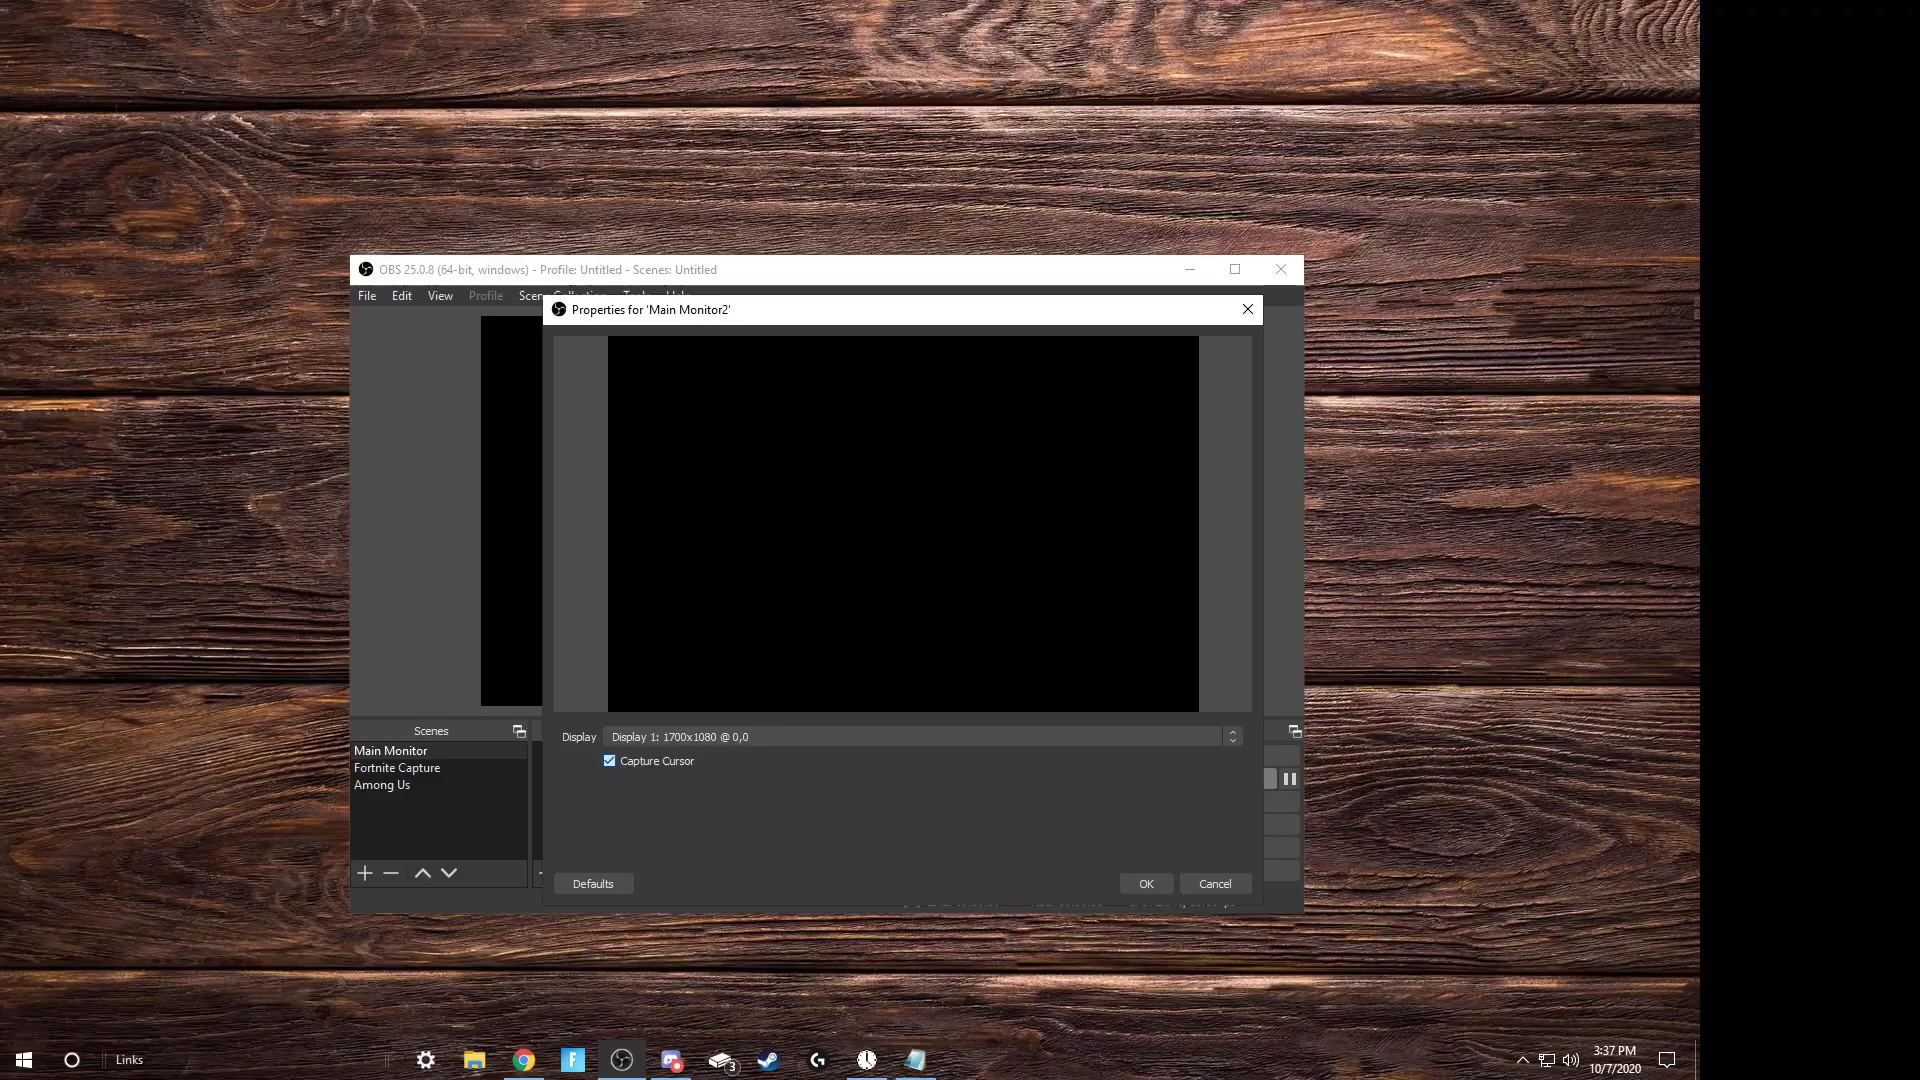 OBS 25.0.8 (64-bit, windows) - Profile: Untitled - Scenes: Untitled
File Edit View Profile
Properties for 'Main Monitor2'
Display Display 1: 1700x1080 @ 0,0
Capture Cursor
Scenes
Main Monitor
Fortnite Capture
Among Us
Defaults OK Cancel
Links
3
3:37 PM
10/7/2020